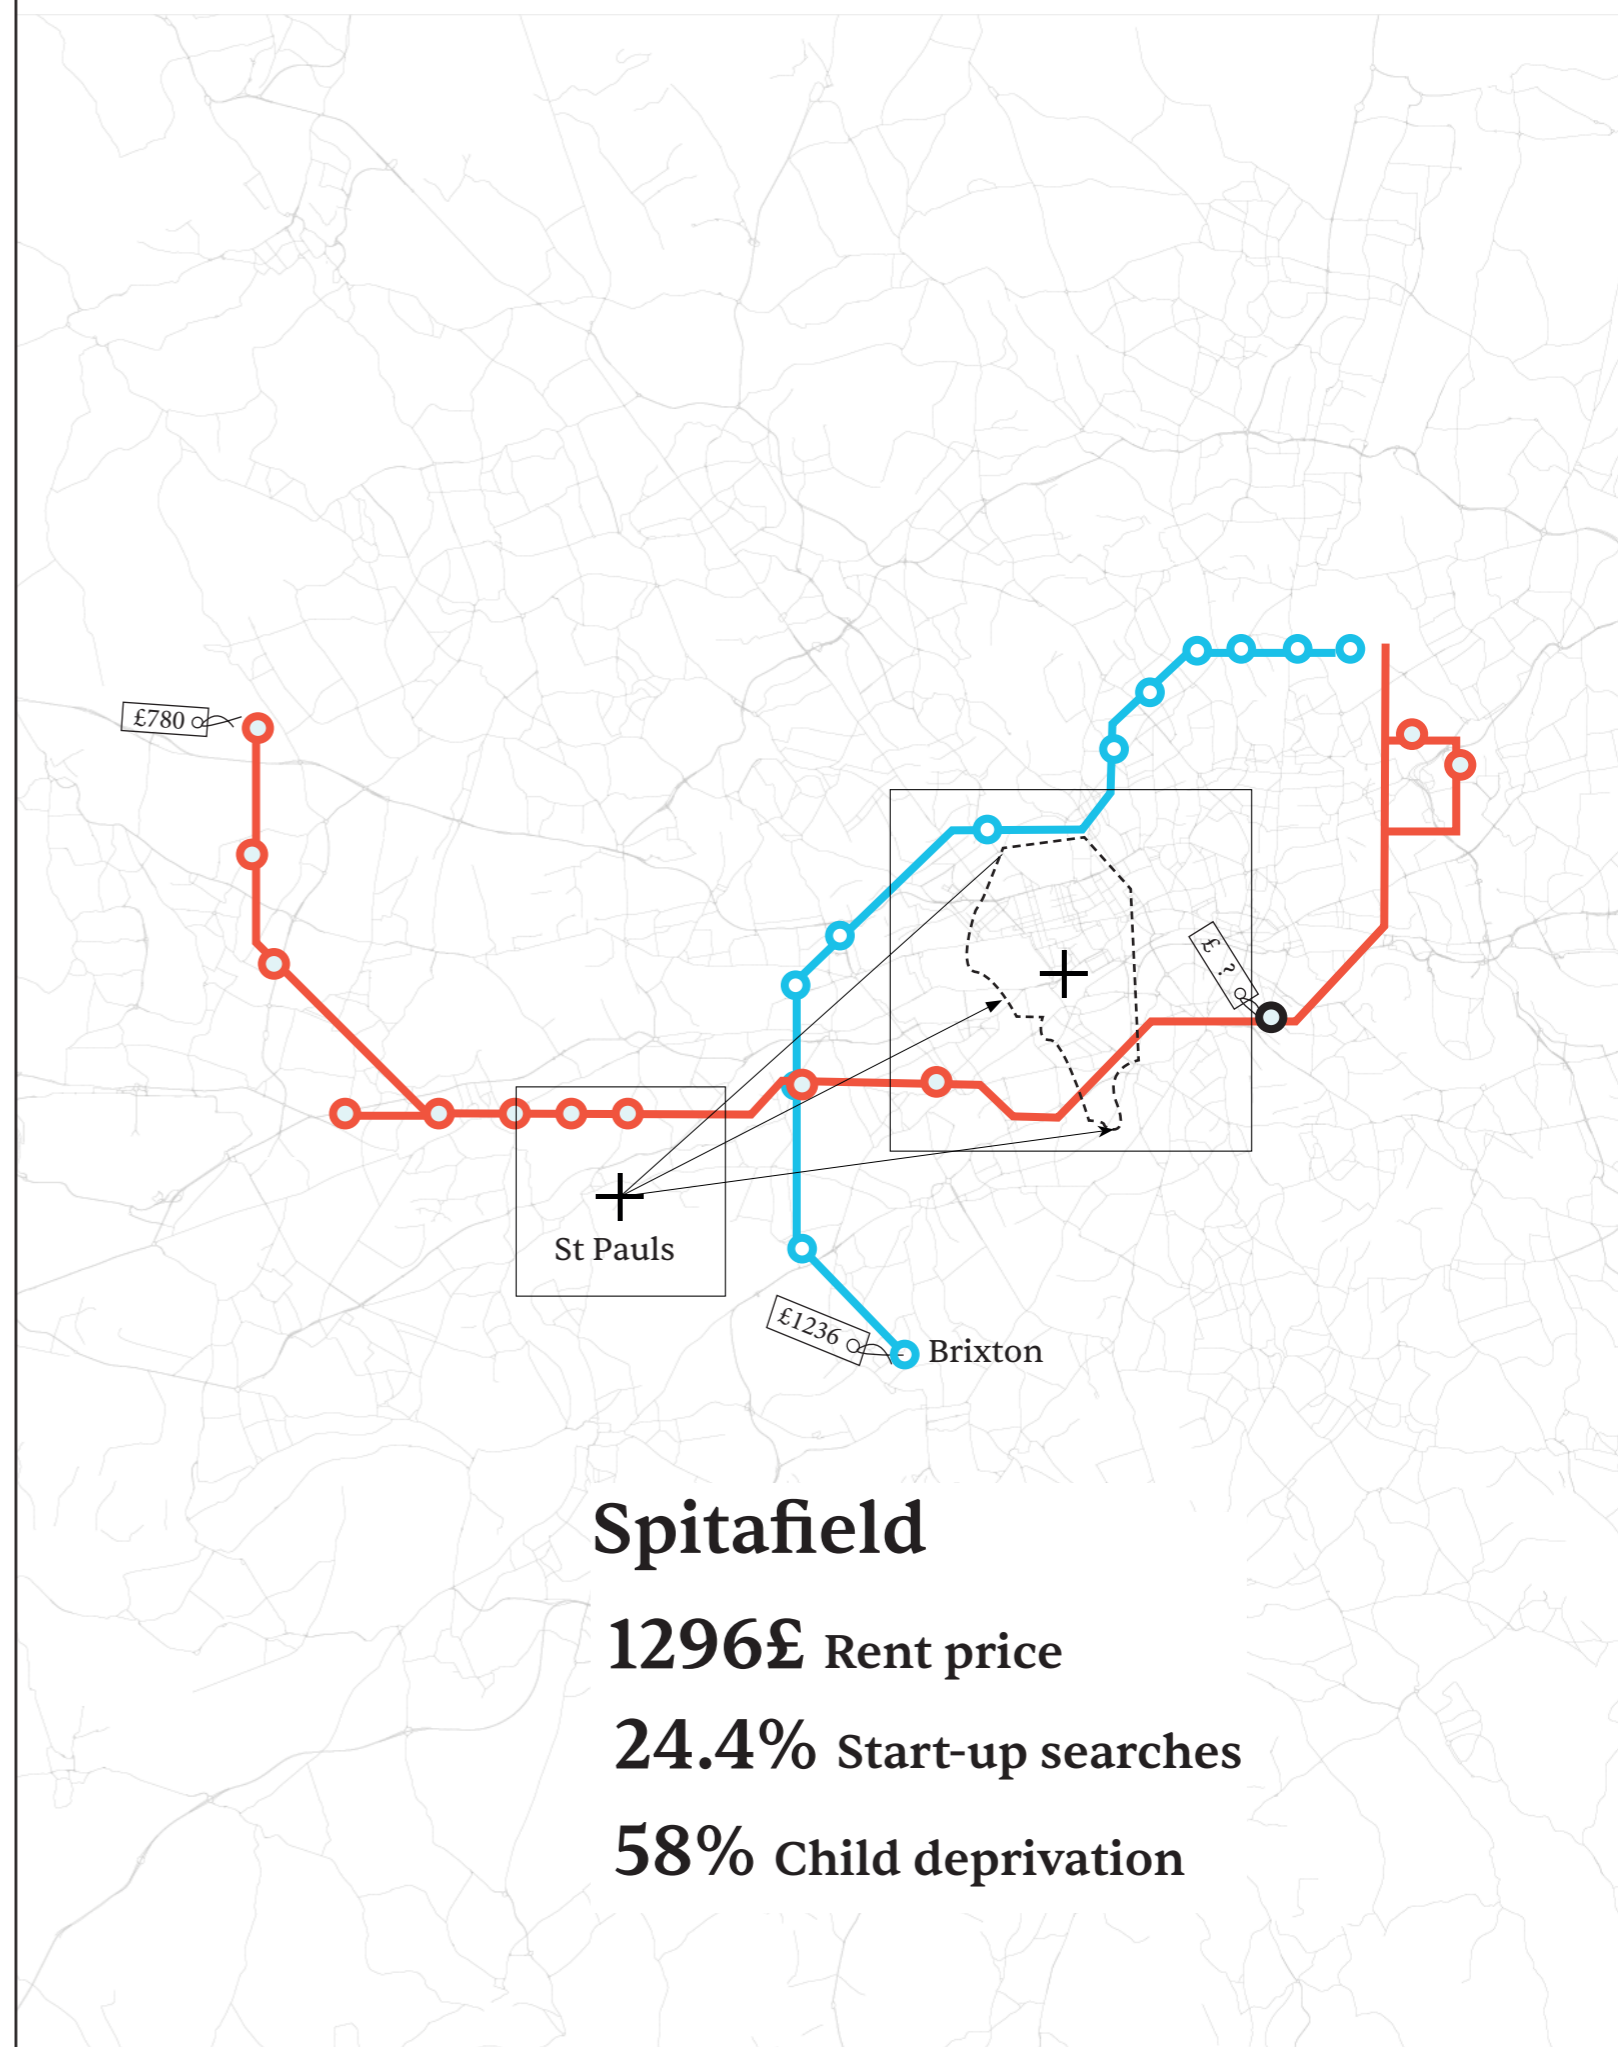 £780
£ ?
St Pauls
£1236
Brixton
Spitafield
1296£ Rent price
24.4% Start-up searches
58% Child deprivation